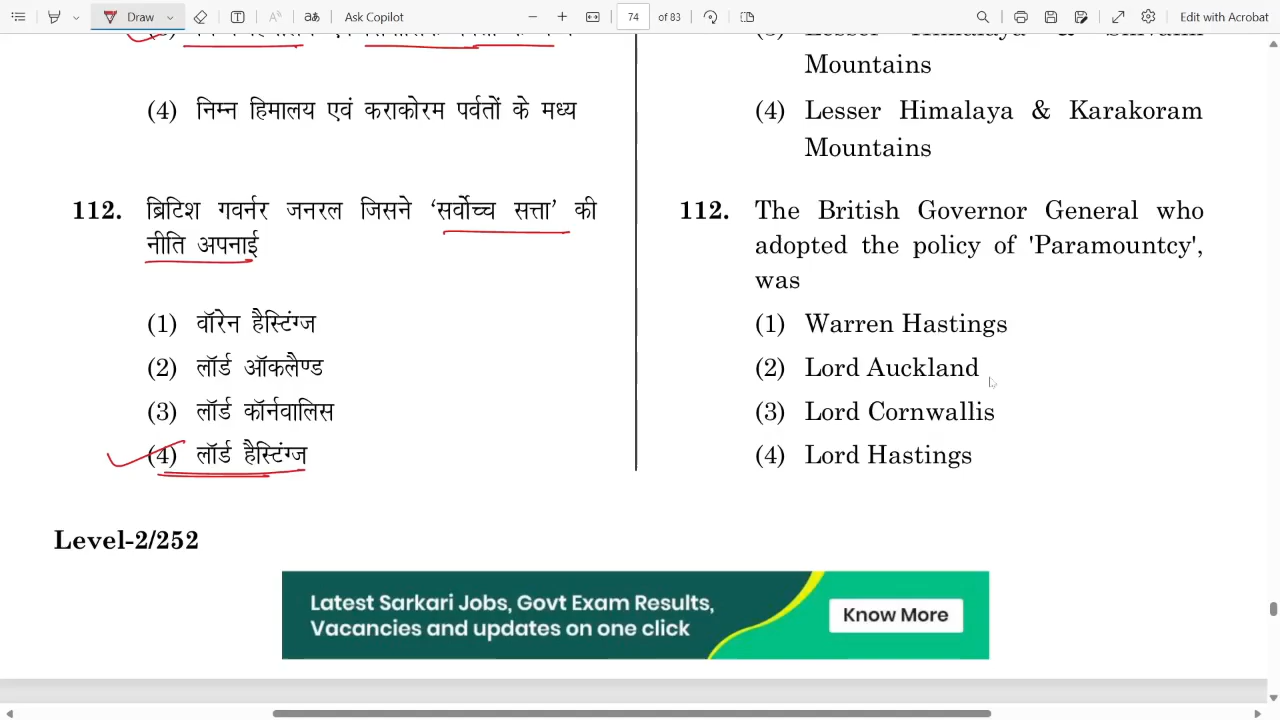 Draw
Ask Copilot
74 of 83
Edit with Acrobat
(4) निम्न हिमालय एवं कराकोरम पर्वतों के मध्य
112. ब्रिटिश गवर्नर जनरल जिसने ‘सर्वोच्च सत्ता’ की
नीति अपनाई
(1) वॉरेन हैस्टिंग्ज
(2) लॉर्ड ऑकलैण्ड
(3) लॉर्ड कॉर्नवालिस
(4) लॉर्ड हैस्टिंग्ज
Level-2/252
Mountains
(4) Lesser Himalaya & Karakoram
Mountains
112. The British Governor General who
adopted the policy of 'Paramountcy',
was
(1) Warren Hastings
(2) Lord Auckland
(3) Lord Cornwallis
(4) Lord Hastings
Latest Sarkari Jobs, Govt Exam Results,
Vacancies and updates on one click
Know More